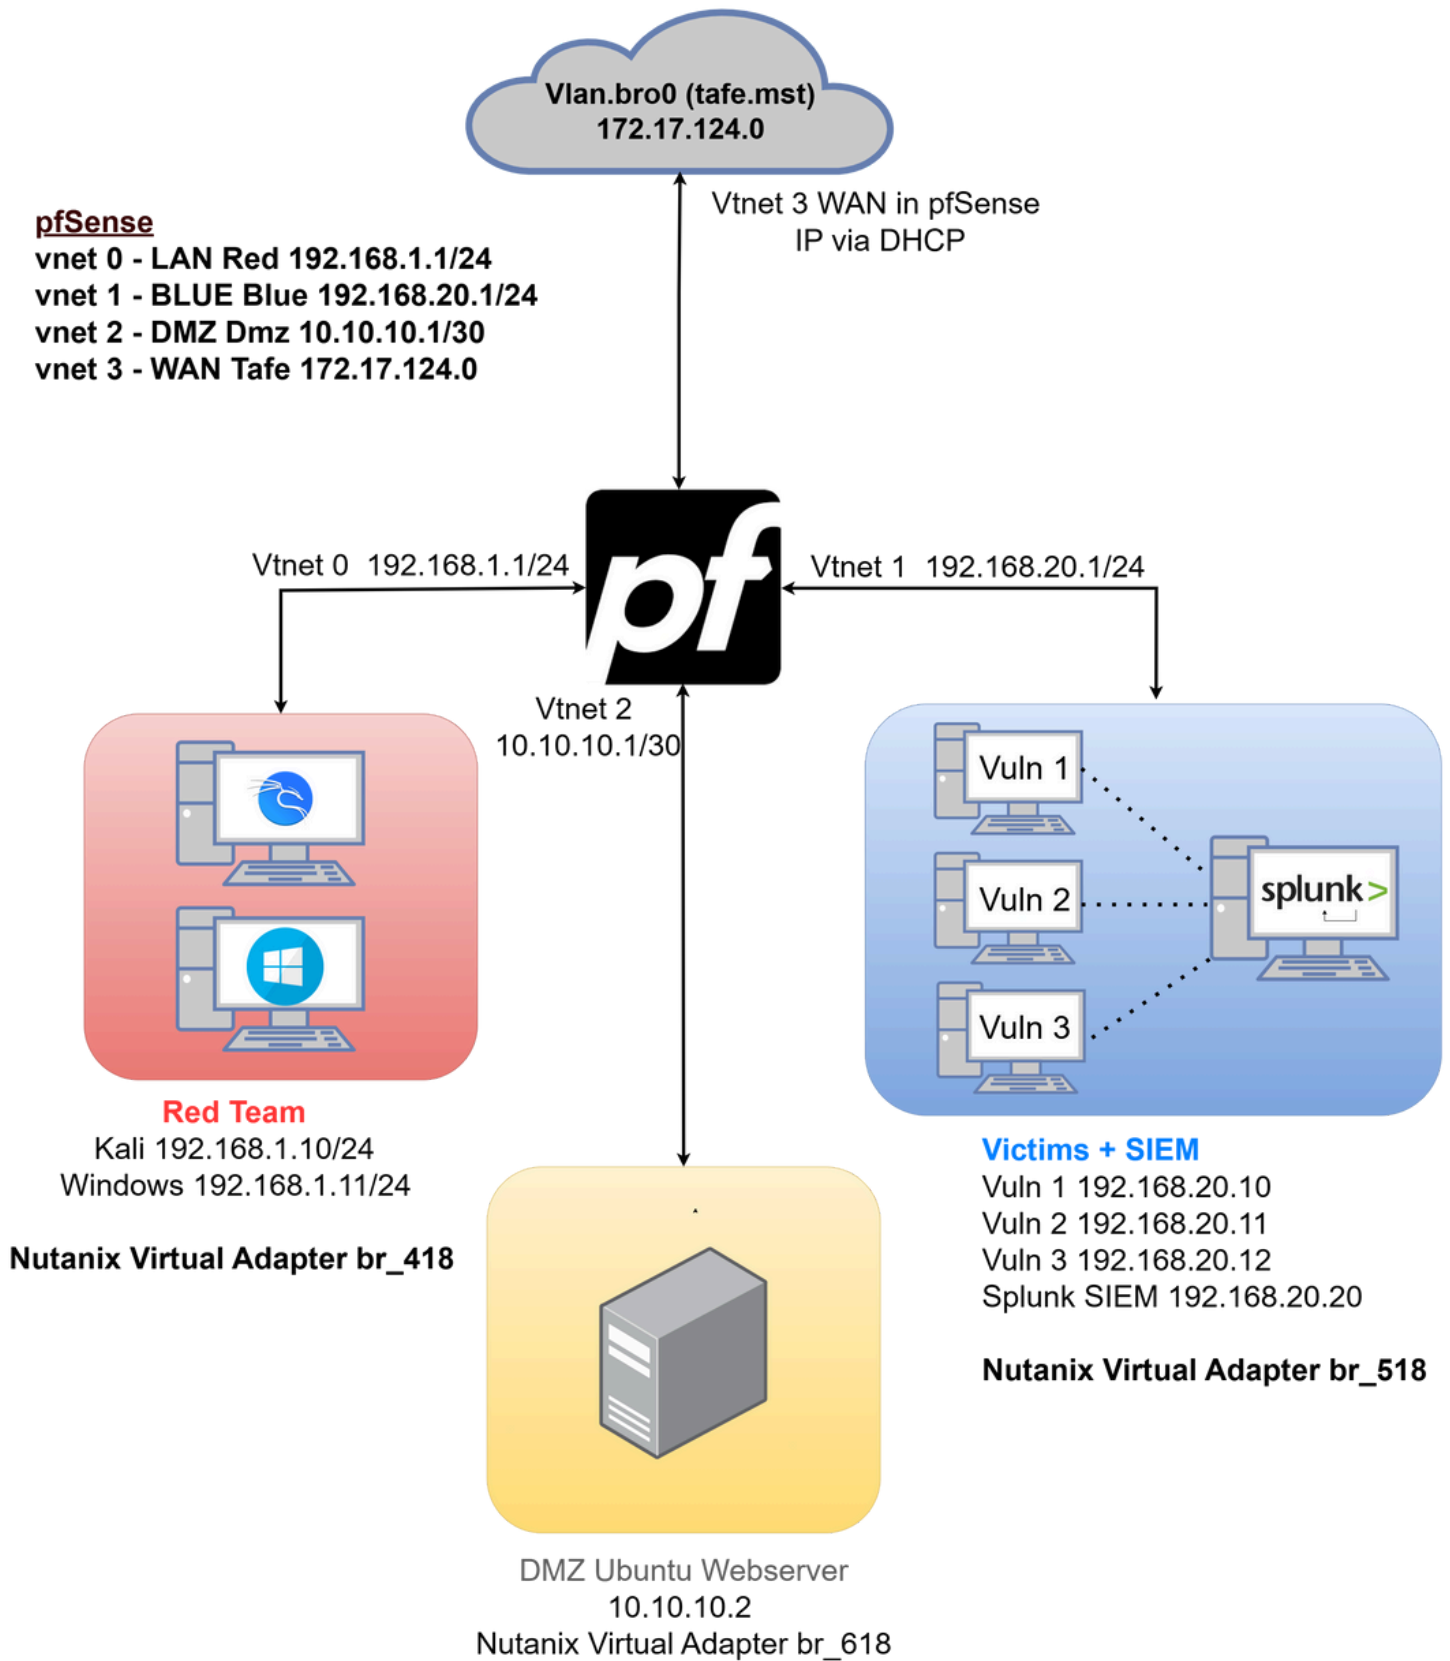 Vlan.bro0 (tafe.mst)
172.17.124.0
Vtnet 3 WAN in pfSense
IP via DHCP
pfSense
vnet 0 - LAN Red 192.168.1.1/24
vnet 1 - BLUE Blue 192.168.20.1/24
vnet 2 - DMZ Dmz 10.10.10.1/30
vnet 3 - WAN Tafe 172.17.124.0
Vtnet 0 192.168.1.1/24
pf
Vtnet 1 192.168.20.1/24
Vtnet 2
10.10.10.1/30
Vuln 1
Vuln 2
Vuln 3
splunk>
Red Team
Kali 192.168.1.10/24
Windows 192.168.1.11/24
Nutanix Virtual Adapter br_418
Victims + SIEM
Vuln 1 192.168.20.10
Vuln 2 192.168.20.11
Vuln 3 192.168.20.12
Splunk SIEM 192.168.20.20
Nutanix Virtual Adapter br_518
DMZ Ubuntu Webserver
10.10.10.2
Nutanix Virtual Adapter br_618